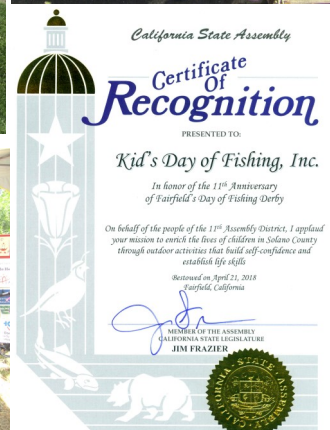 California State Assembly
Certificate
Of
Recognition
PRESENTED TO:
Kid's Day of Fishing, Inc.
In honor of the 11th Anniversary
of Fairfield's Day of Fishing Derby
On behalf of the people of the 11th Assembly District, I applaud
your mission to enrich the lives of children in Solano County
through outdoor activities that build self-confidence and
establish life skills
Bestowed on April 21, 2018
Fairfield, California
MEMBER OF THE ASSEMBLY
CALIFORNIA STATE LEGISLATURE
JIM FRAZIER